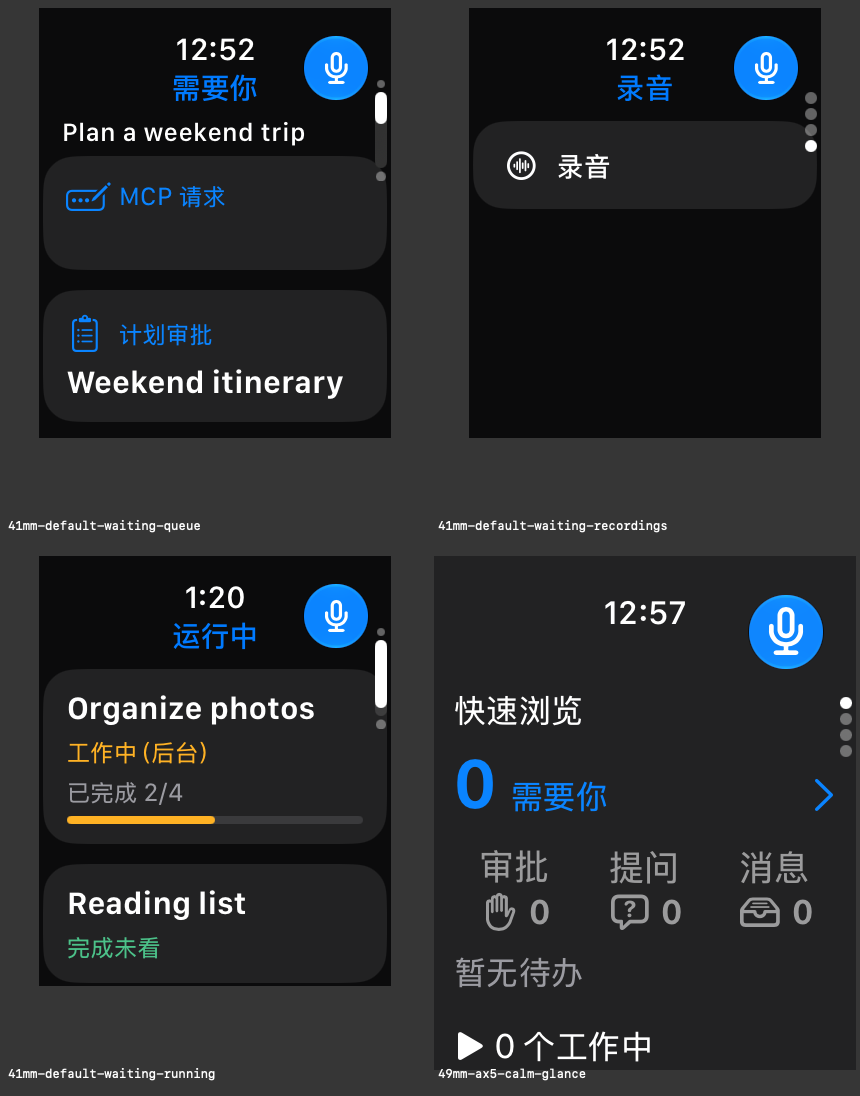 12:52
需要你
Plan a weekend trip
MCP 请求
计划审批
Weekend itinerary
41mm-default-waiting-queue
12:52
录音
录音
41mm-default-waiting-recordings
1:20
运行中
Organize photos
工作中 (后台)
已完成 2/4
Reading list
完成未看
41mm-default-waiting-running
12:57
快速浏览
0 需要你
审批 提问 消息
0 0 0
暂无待办
0 个工作中
49mm-ax5-calm-glance